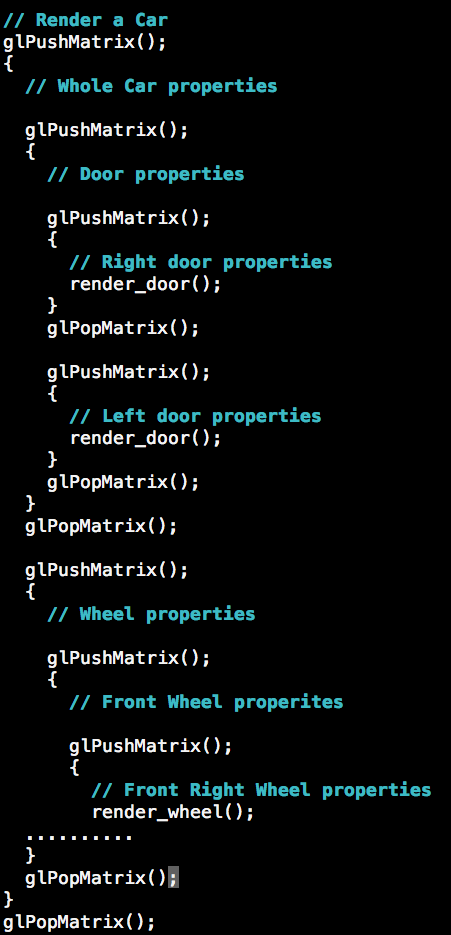 // Render a Car
glPushMatrix();
{
  // Whole Car properties

  glPushMatrix();
  {
    // Door properties

    glPushMatrix();
    {
      // Right door properties
      render_door();
    }
    glPopMatrix();

    glPushMatrix();
    {
      // Left door properties
      render_door();
    }
    glPopMatrix();
  }
  glPopMatrix();

  glPushMatrix();
  {
    // Wheel properties

    glPushMatrix();
    {
      // Front Wheel properites

      glPushMatrix();
      {
        // Front Right Wheel properties
        render_wheel();
  ..........
  }
  glPopMatrix();
}
glPopMatrix();